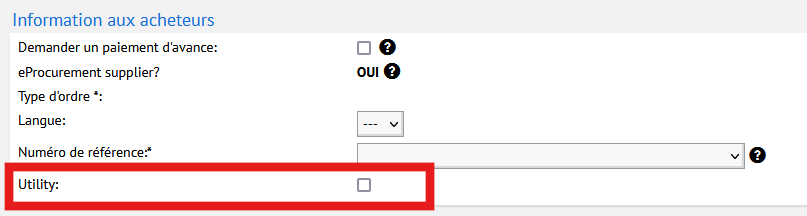 Information aux acheteurs
Demander un paiement d'avance: ?
eProcurement supplier? OUI ?
Type d'ordre *:
Langue: ---
Numéro de référence:* ?
Utility: